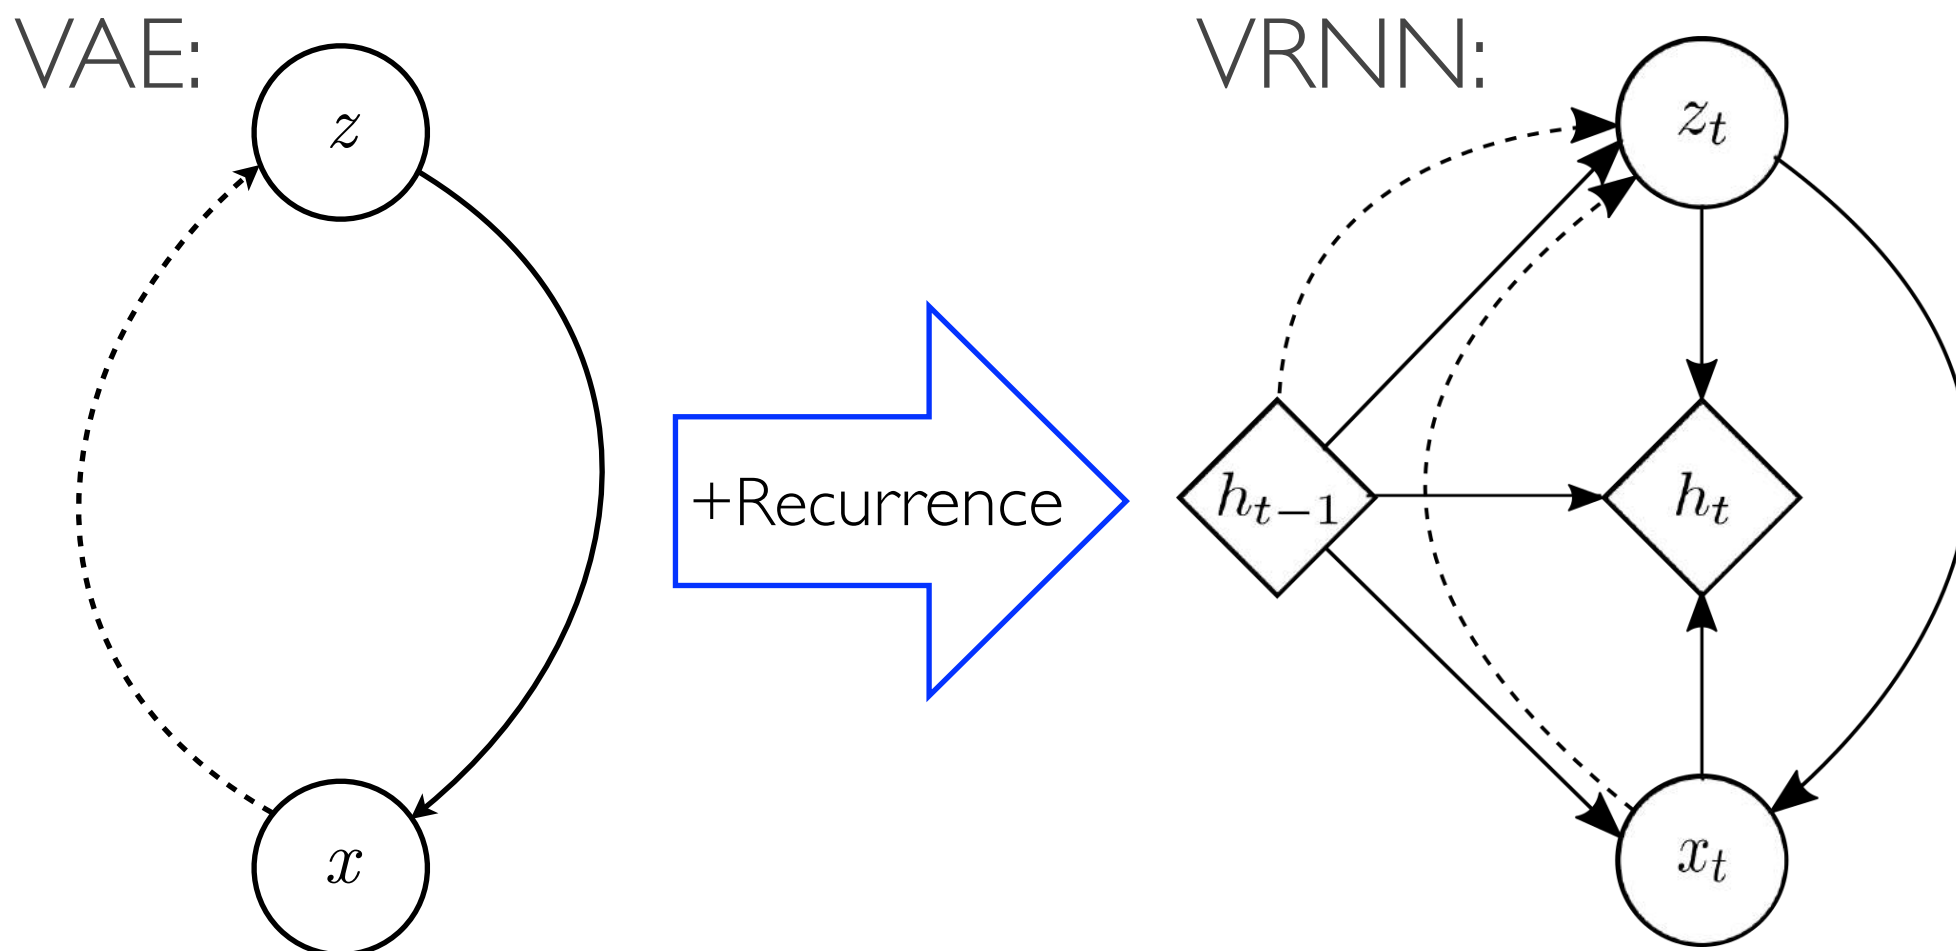 VAE:
z
x
+Recurrence
VRNN:
z_t
h_{t-1}
h_t
x_t